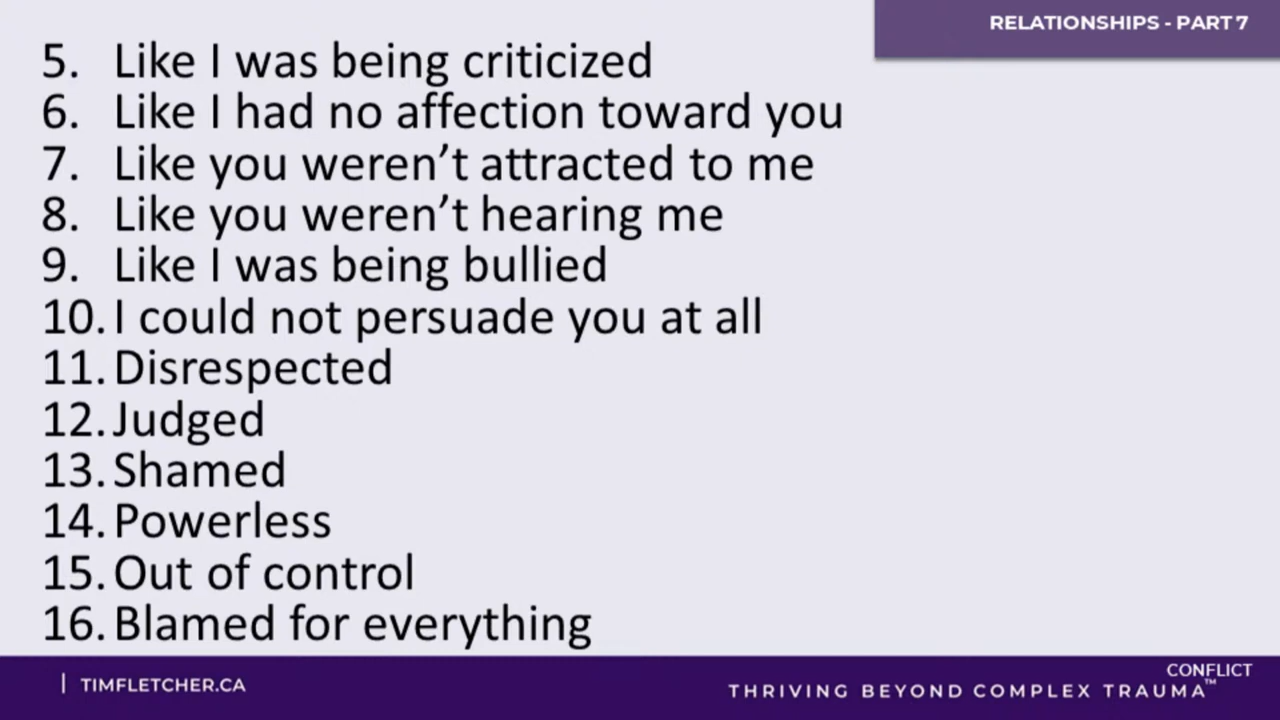 RELATIONSHIPS - PART 7
5. Like I was being criticized
6. Like I had no affection toward you
7. Like you weren’t attracted to me
8. Like you weren’t hearing me
9. Like I was being bullied
10. I could not persuade you at all
11. Disrespected
12. Judged
13. Shamed
14. Powerless
15. Out of control
16. Blamed for everything
| TIMFLETCHER.CA
CONFLICT
THRIVING BEYOND COMPLEX TRAUMA™